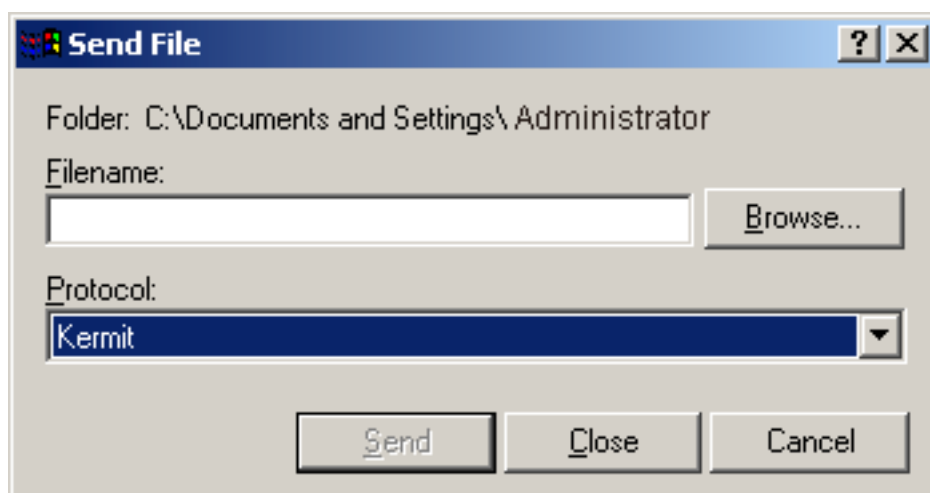 Send File
Folder: C:\Documents and Settings\ Administrator
Filename:
Browse...
Protocol:
Kermit
Send Close Cancel